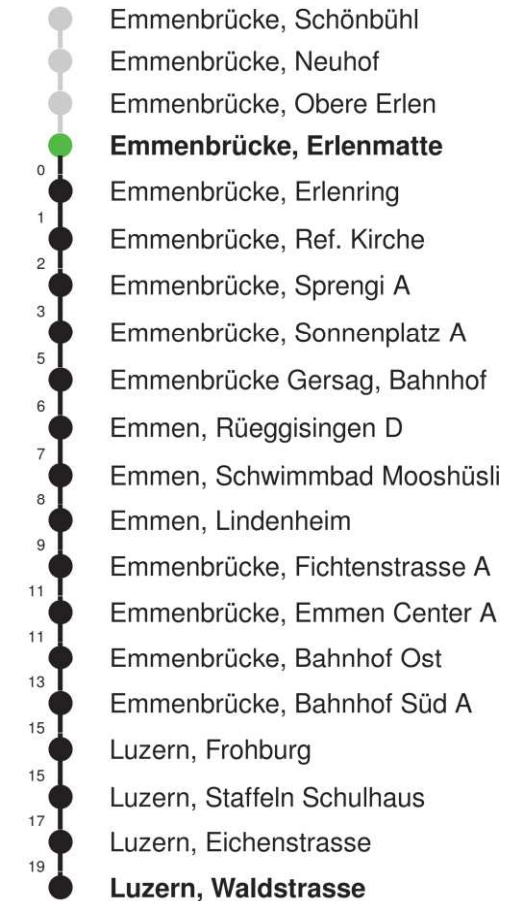 Emmenbrücke, Schönbühl
Emmenbrücke, Neuhof
Emmenbrücke, Obere Erlen
Emmenbrücke, Erlenmatte
0
Emmenbrücke, Erlenring
1
Emmenbrücke, Ref. Kirche
2
Emmenbrücke, Sprengi A
3
Emmenbrücke, Sonnenplatz A
5
Emmenbrücke Gersag, Bahnhof
6
Emmen, Rüeggisingen D
7
Emmen, Schwimmbad Mooshüsli
8
Emmen, Lindenheim
9
Emmenbrücke, Fichtenstrasse A
11
Emmenbrücke, Emmen Center A
11
Emmenbrücke, Bahnhof Ost
13
Emmenbrücke, Bahnhof Süd A
15
Luzern, Frohburg
15
Luzern, Staffeln Schulhaus
17
Luzern, Eichenstrasse
19
Luzern, Waldstrasse